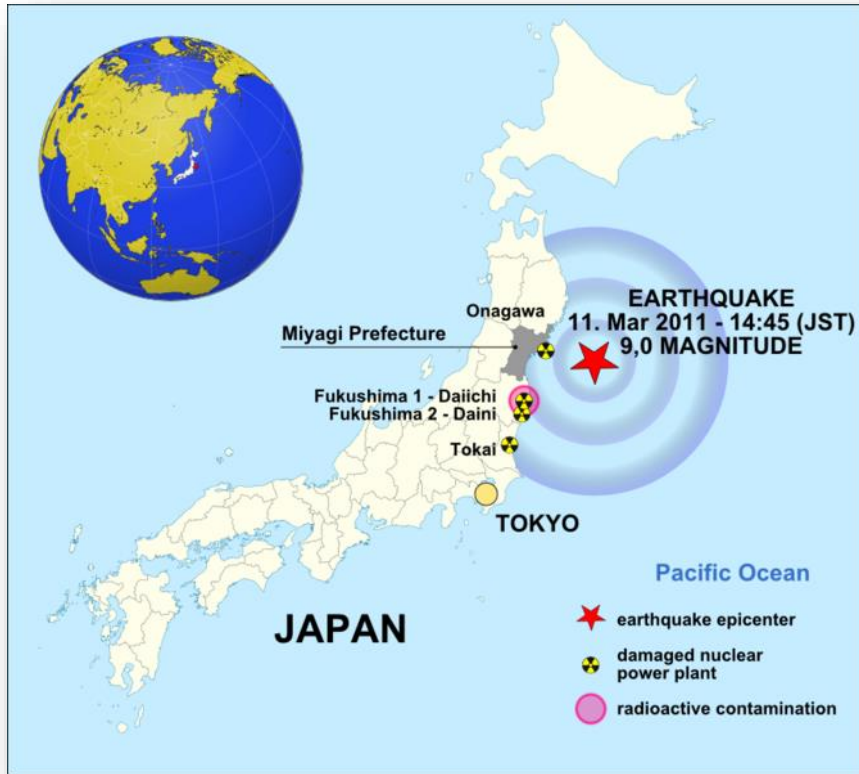 EARTHQUAKE
11. Mar 2011 - 14:45 (JST)
9,0 MAGNITUDE
Onagawa
Miyagi Prefecture
Fukushima 1 - Daiichi
Fukushima 2 - Daini
Tokai
TOKYO
JAPAN
Pacific Ocean
earthquake epicenter
damaged nuclear
power plant
radioactive contamination